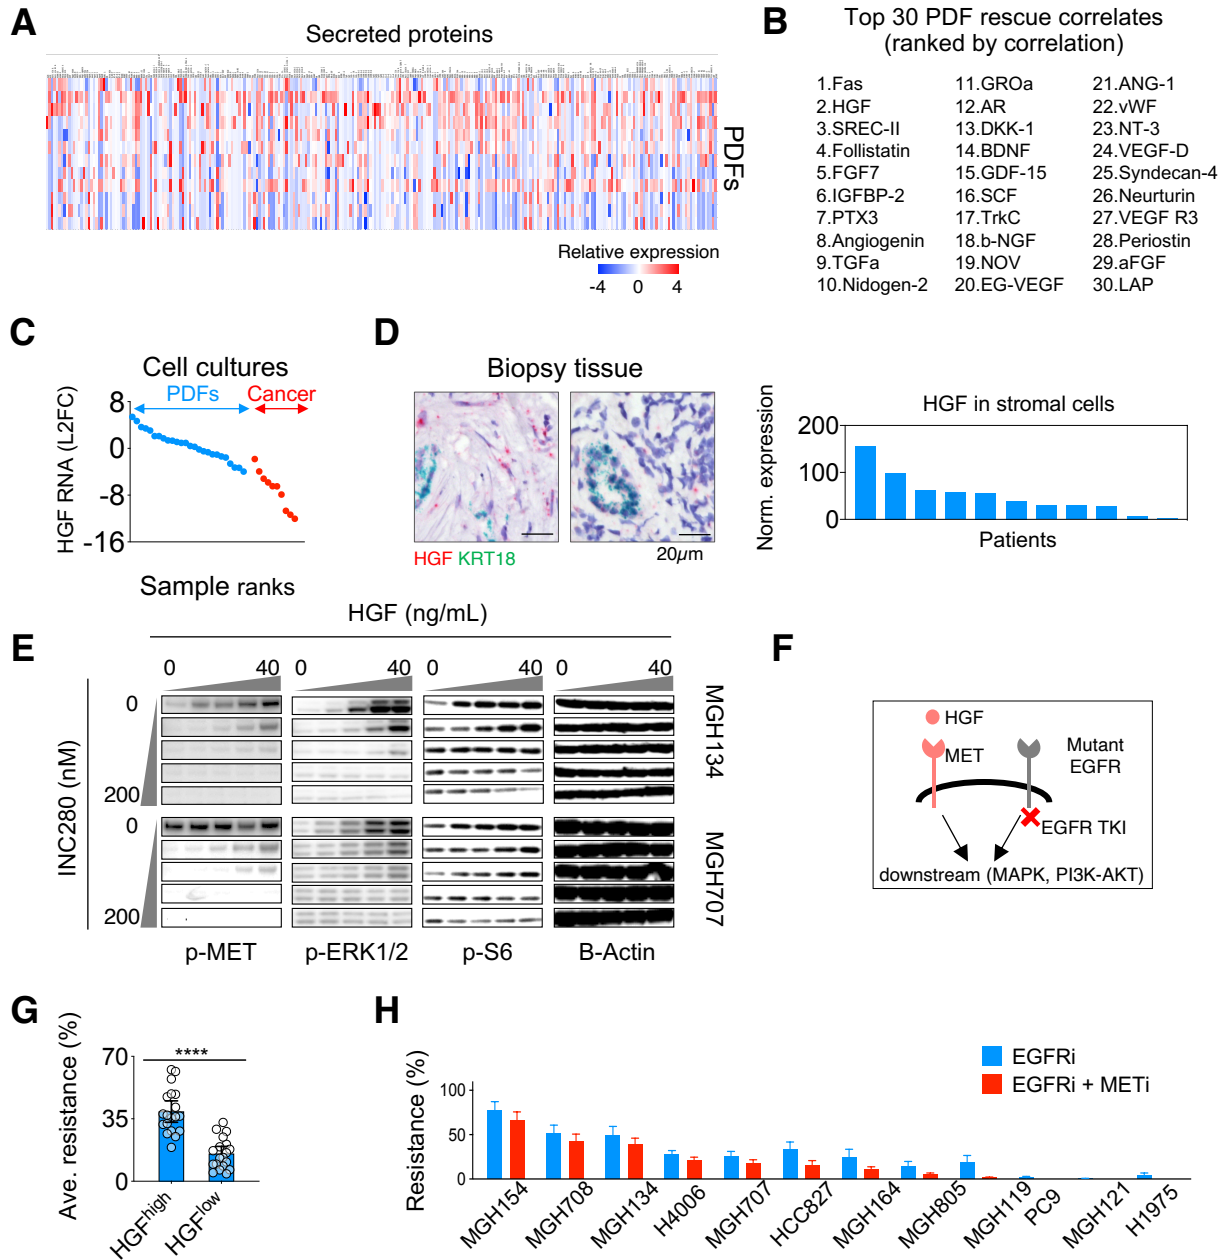 A
Secreted proteins
PDFs
Relative expression
-4 0 4
B
Top 30 PDF rescue correlates
(ranked by correlation)
1.Fas
2.HGF
3.SREC-II
4.Follistatin
5.FGF7
6.IGFBP-2
7.PTX3
8.Angiogenin
9.TGFa
10.Nidogen-2
11.GROa
12.AR
13.DKK-1
14.BDNF
15.GDF-15
16.SCF
17.TrkC
18.b-NGF
19.NOV
20.EG-VEGF
21.ANG-1
22.vWF
23.NT-3
24.VEGF-D
25.Syndecan-4
26.Neurturin
27.VEGF R3
28.Periostin
29.aFGF
30.LAP
C
Cell cultures
PDFs Cancer
HGF RNA (L2FC)
8
0
-8
-16
Sample ranks
D
Biopsy tissue
HGF KRT18
20µm
HGF in stromal cells
Norm. expression
200
100
0
Patients
E
HGF (ng/mL)
0 40 0 40 0 40 0 40
INC280 (nM)
0
200
0
200
MGH134
MGH707
p-MET p-ERK1/2 p-S6 B-Actin
F
HGF
MET
Mutant
EGFR
EGFR TKI
downstream (MAPK, PI3K-AKT)
G
Ave. resistance (%)
70
35
0
****
HGFhigh
HGFlow
H
Resistance (%)
100
50
0
EGFRi
EGFRi + METi
MGH154
MGH708
MGH134
H4006
MGH707
HCC827
MGH164
MGH805
MGH119
PC9
MGH121
H1975